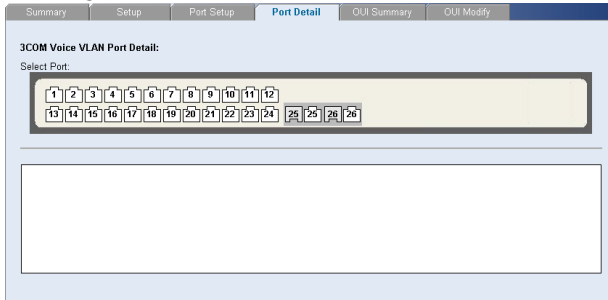 Summary Setup Port Setup Port Detail OUI Summary OUI Modify
3COM Voice VLAN Port Detail:
Select Port:
1 2 3 4 5 6 7 8 9 10 11 12
13 14 15 16 17 18 19 20 21 22 23 24 25 25 26 26